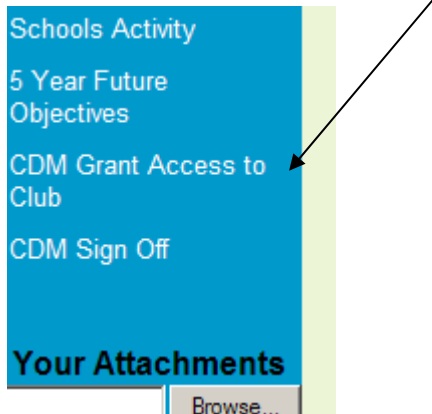 Schools Activity
5 Year Future
Objectives
CDM Grant Access to
Club
CDM Sign Off
Your Attachments
Browse...